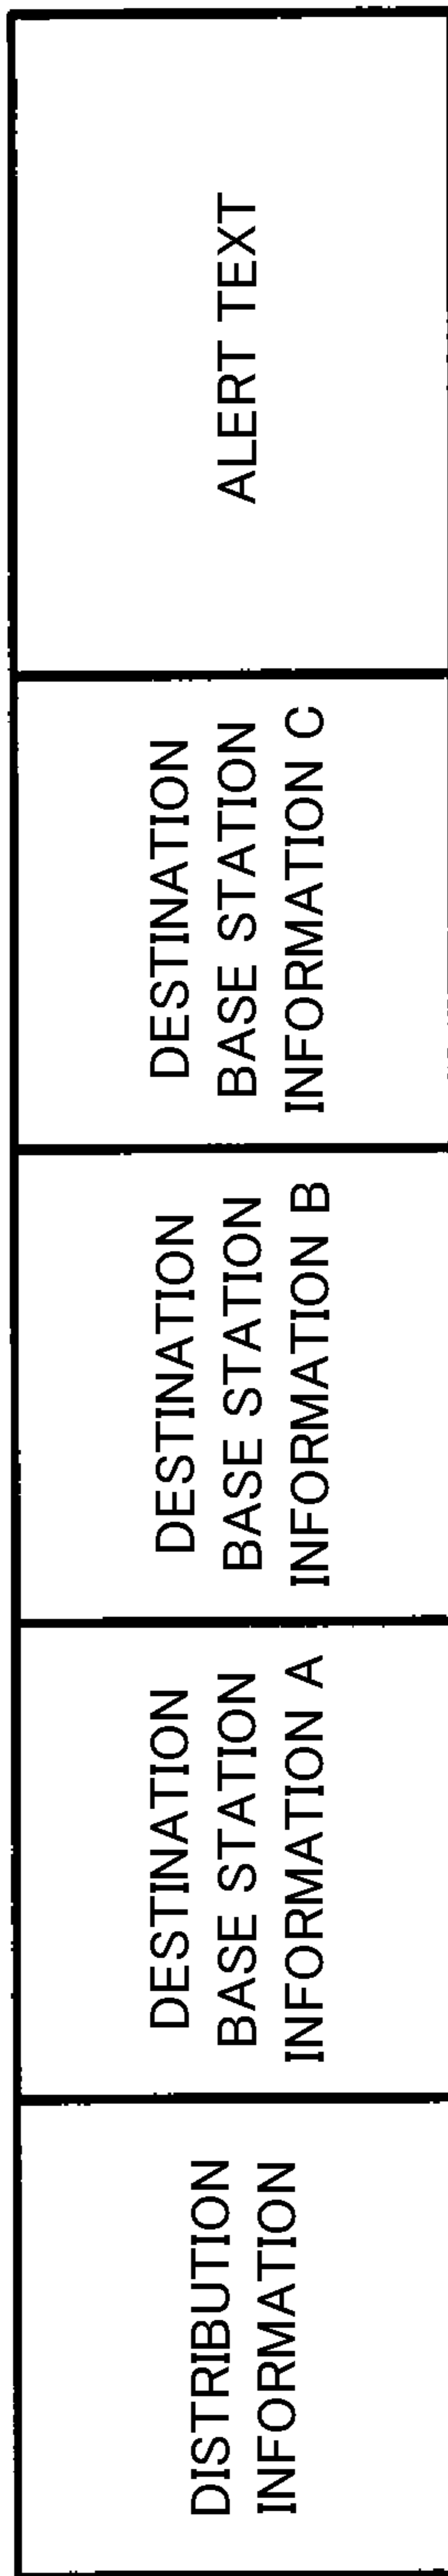 DISTRIBUTION
INFORMATION
DESTINATION
BASE STATION
INFORMATION A
DESTINATION
BASE STATION
INFORMATION B
DESTINATION
BASE STATION
INFORMATION C
ALERT TEXT